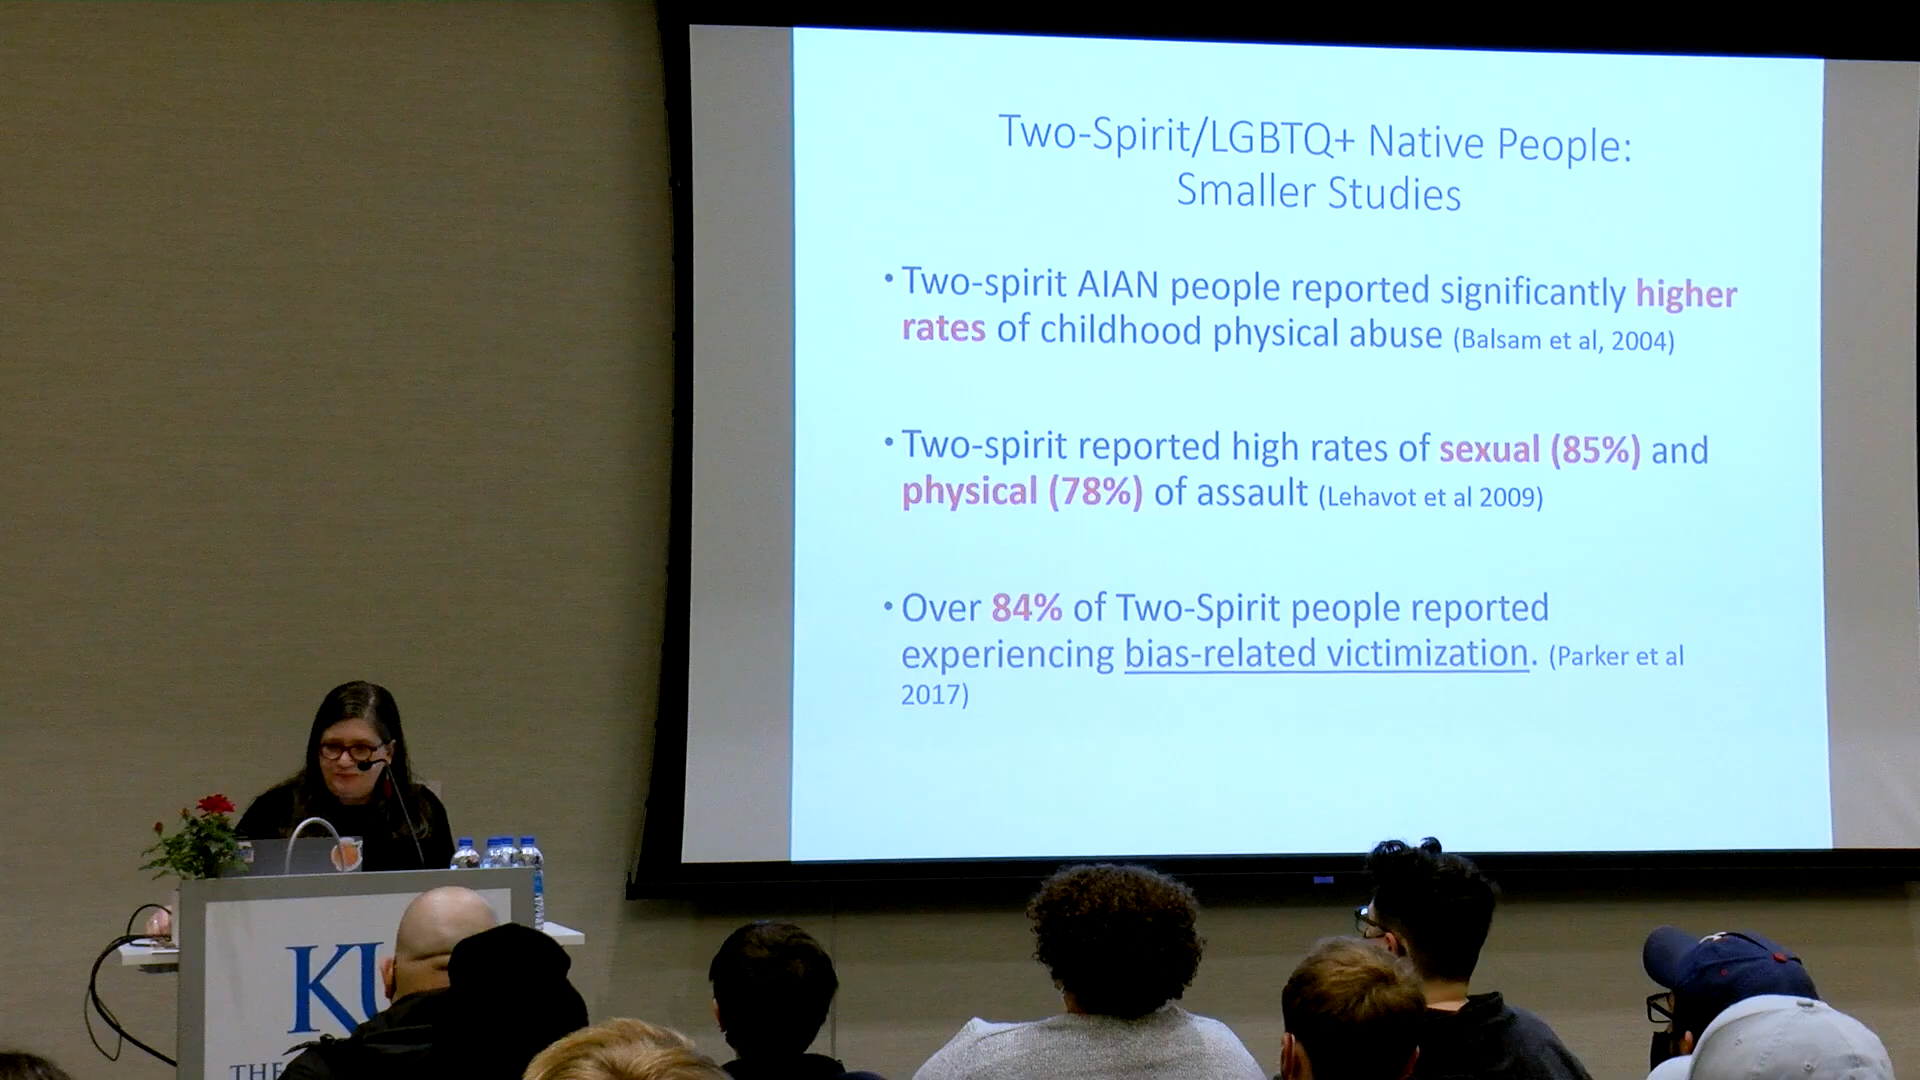 Two-Spirit/LGBTQ+ Native People:
Smaller Studies
• Two-spirit AIAN people reported significantly higher
rates of childhood physical abuse (Balsam et al, 2004)
• Two-spirit reported high rates of sexual (85%) and
physical (78%) of assault (Lehavot et al 2009)
• Over 84% of Two-Spirit people reported
experiencing bias-related victimization. (Parker et al
2017)
KU
THE